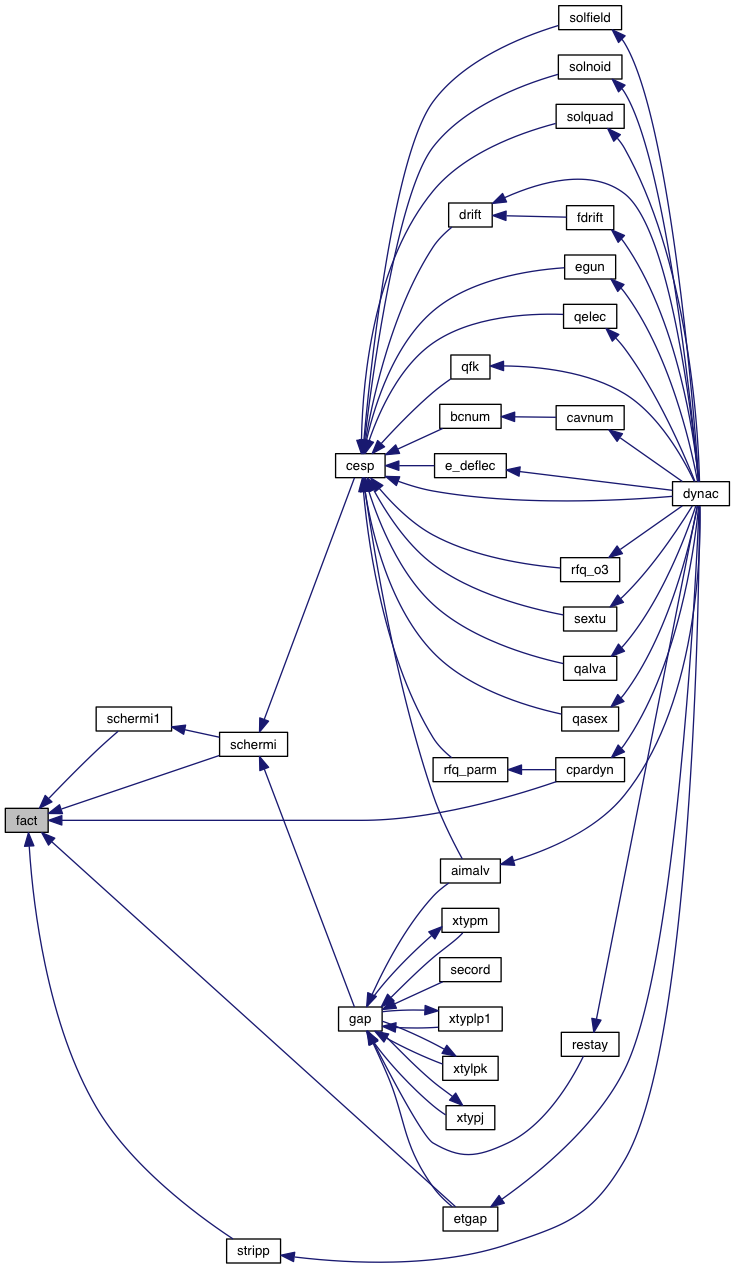 solfield
solnoid
solquad
drift
fdrift
egun
qelec
qfk
bcnum
cavnum
cesp
e_deflec
dynac
rfq_o3
sextu
qalva
schermi1
qasex
schermi
rfq_parm
cpardyn
fact
aimalv
xtypm
secord
gap
xtyplp1
restay
xtylpk
xtypj
etgap
stripp